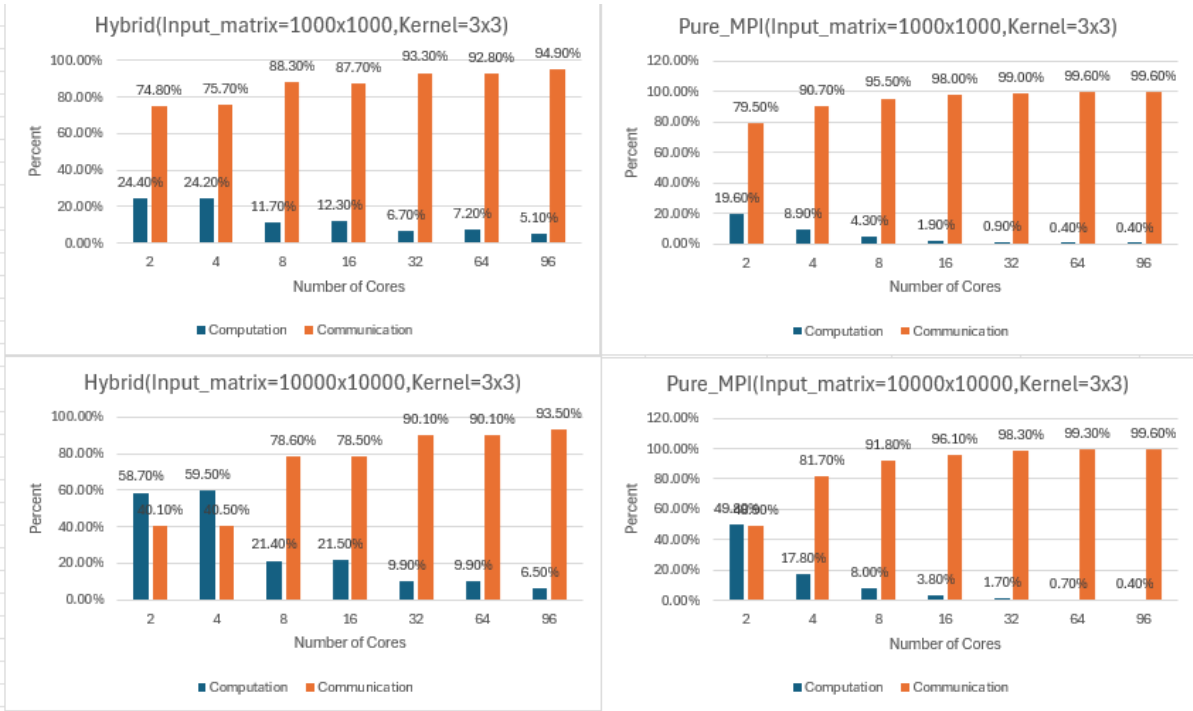 Hybrid(Input_matrix=1000x1000,Kernel=3x3)
100.00%
80.00%
60.00%
40.00%
20.00%
0.00%
Percent
74.80% 75.70% 88.30% 87.70% 93.30% 92.80% 94.90%
24.40% 24.20% 11.70% 12.30% 6.70% 7.20% 5.10%
2 4 8 16 32 64 96
Number of Cores
Computation Communication
Pure_MPI(Input_matrix=1000x1000,Kernel=3x3)
120.00%
100.00%
80.00%
60.00%
40.00%
20.00%
0.00%
Percent
79.50% 90.70% 95.50% 98.00% 99.00% 99.60% 99.60%
19.60% 8.90% 4.30% 1.90% 0.90% 0.40% 0.40%
2 4 8 16 32 64 96
Number of Cores
Computation Communication
Hybrid(Input_matrix=10000x10000,Kernel=3x3)
100.00%
80.00%
60.00%
40.00%
20.00%
0.00%
Percent
40.10% 40.50% 78.60% 78.50% 90.10% 90.10% 93.50%
58.70% 59.50% 21.40% 21.50% 9.90% 9.90% 6.50%
2 4 8 16 32 64 96
Number of Cores
Computation Communication
Pure_MPI(Input_matrix=10000x10000,Kernel=3x3)
120.00%
100.00%
80.00%
60.00%
40.00%
20.00%
0.00%
Percent
81.70% 91.80% 96.10% 98.30% 99.30% 99.60%
17.80% 8.00% 3.80% 1.70% 0.70% 0.40%
2 4 8 16 32 64 96
Number of Cores
Computation Communication